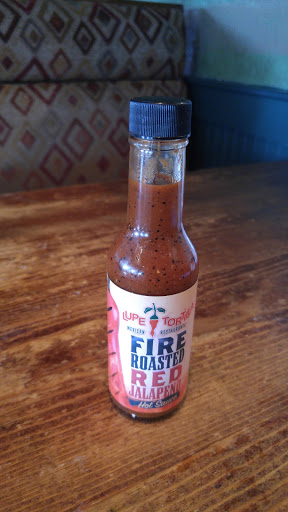 LUPE TORTILLA
MEXICAN RESTAURANTS
FIRE
ROASTED
RED
JALAPEÑO
Hot Sauce